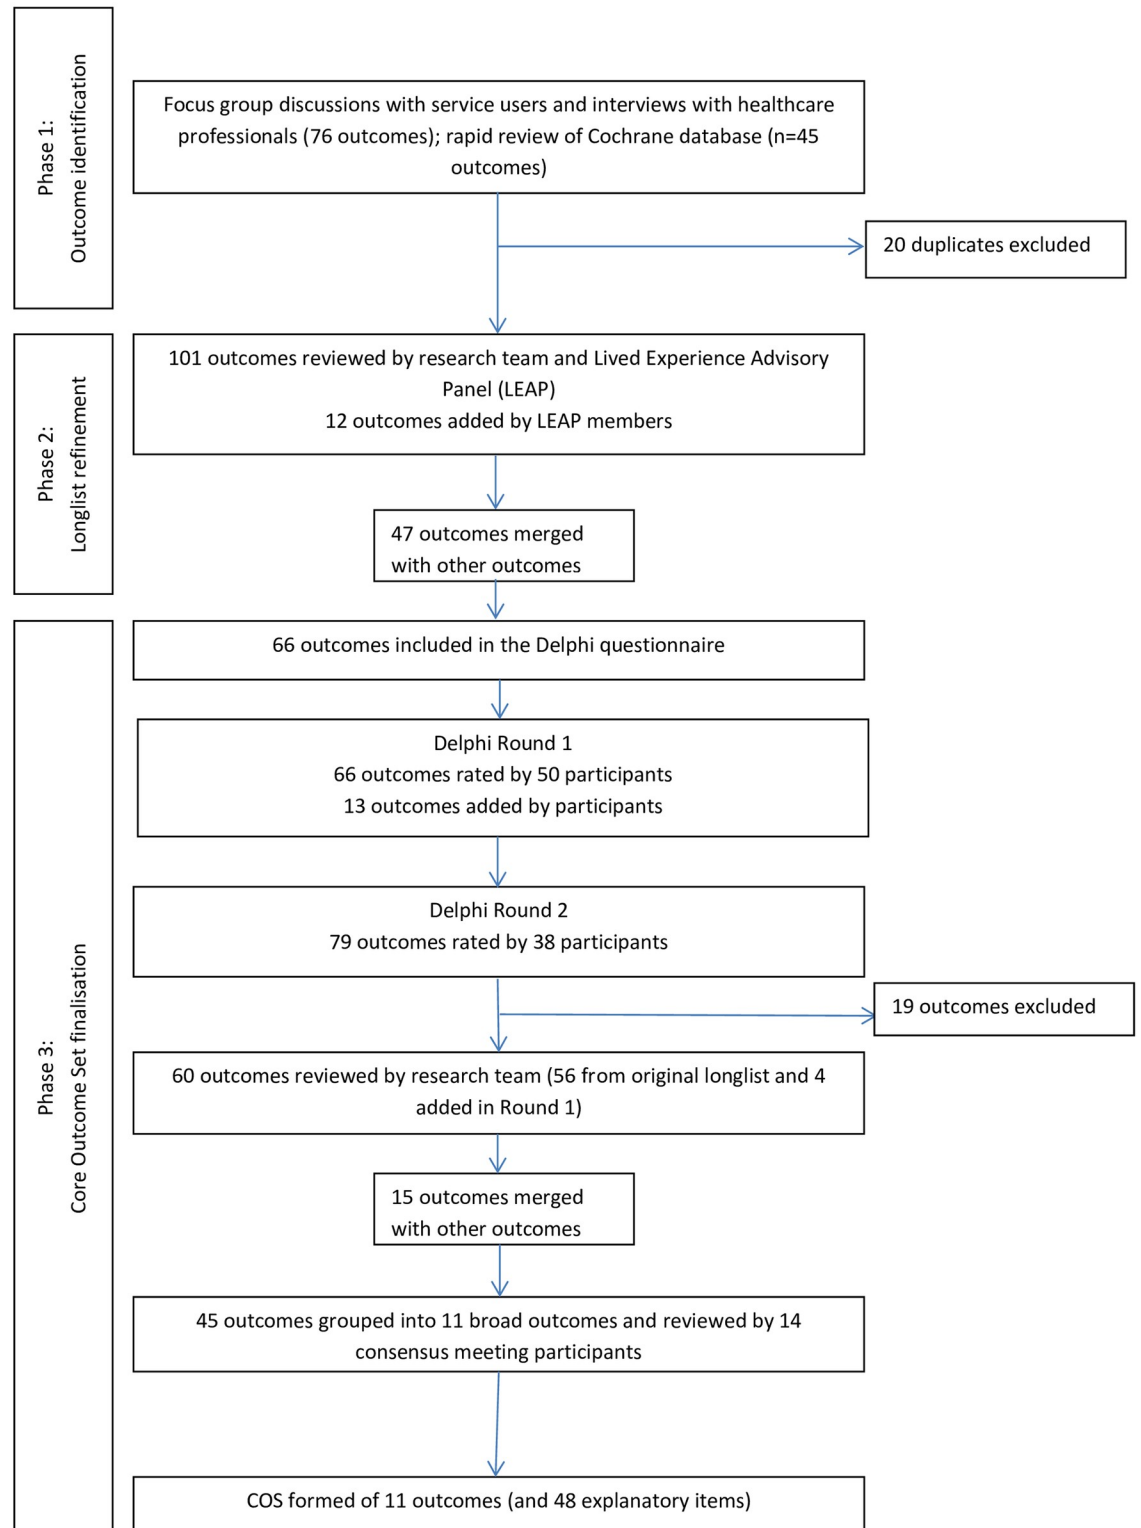 Phase 1:
Outcome identification
Focus group discussions with service users and interviews with healthcare
professionals (76 outcomes); rapid review of Cochrane database (n=45
outcomes)
20 duplicates excluded
Phase 2:
Longlist refinement
101 outcomes reviewed by research team and Lived Experience Advisory
Panel (LEAP)
12 outcomes added by LEAP members
47 outcomes merged
with other outcomes
Phase 3:
Core Outcome Set finalisation
66 outcomes included in the Delphi questionnaire
Delphi Round 1
66 outcomes rated by 50 participants
13 outcomes added by participants
Delphi Round 2
79 outcomes rated by 38 participants
19 outcomes excluded
60 outcomes reviewed by research team (56 from original longlist and 4
added in Round 1)
15 outcomes merged
with other outcomes
45 outcomes grouped into 11 broad outcomes and reviewed by 14
consensus meeting participants
COS formed of 11 outcomes (and 48 explanatory items)